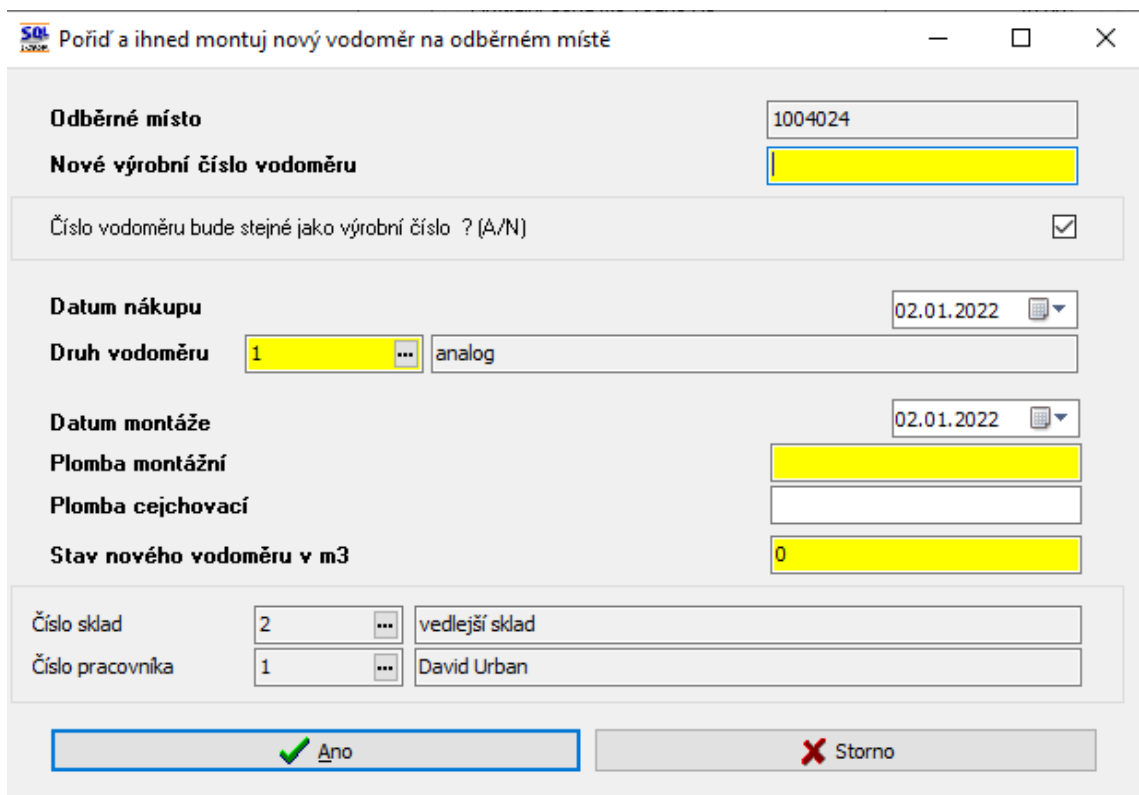 SQL
Pořiď a ihned montuj nový vodoměr na odběrném místě
Odběrné místo 1004024
Nové výrobní číslo vodoměru
Číslo vodoměru bude stejné jako výrobní číslo ? (A/N)
Datum nákupu 02.01.2022
Druh vodoměru 1 ... analog
Datum montáže 02.01.2022
Plomba montážní
Plomba cejchovací
Stav nového vodoměru v m3 0
Číslo sklad 2 ... vedlejší sklad
Číslo pracovníka 1 ... David Urban
Ano Storno